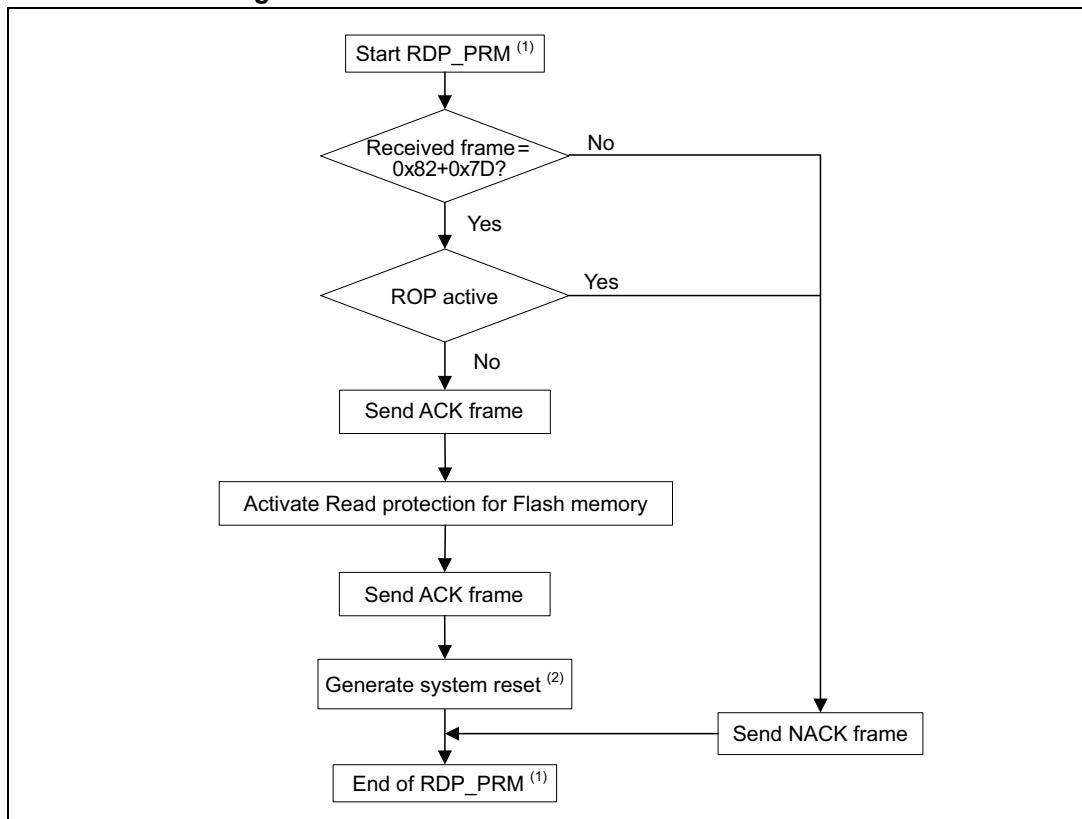 Start RDP_PRM (1)
Received frame =
0x82+0x7D?
No
Yes
ROP active
Yes
No
Send ACK frame
Activate Read protection for Flash memory
Send ACK frame
Generate system reset (2)
Send NACK frame
End of RDP_PRM (1)